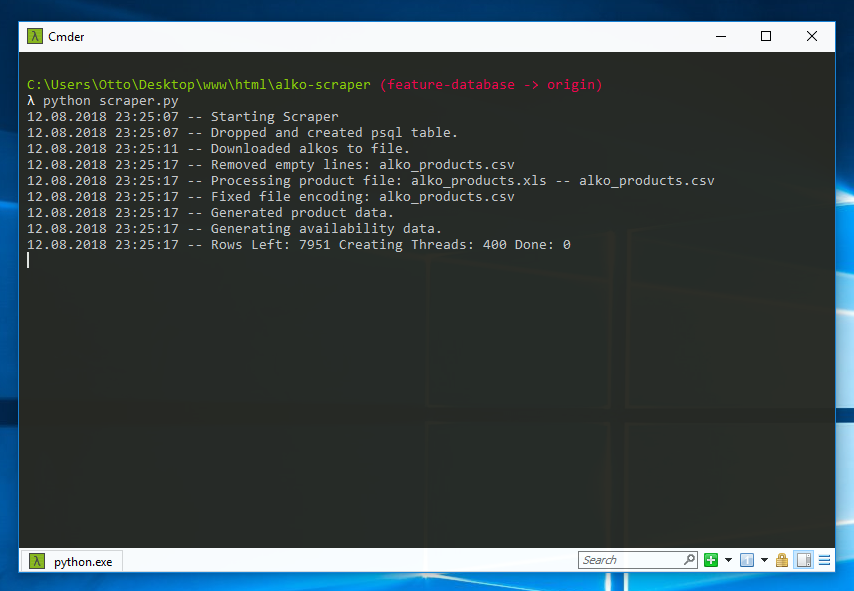 Cmder
C:\Users\Otto\Desktop\www\html\alko-scraper (feature-database -> origin)
λ python scraper.py
12.08.2018 23:25:07 -- Starting Scraper
12.08.2018 23:25:07 -- Dropped and created psql table.
12.08.2018 23:25:11 -- Downloaded alkos to file.
12.08.2018 23:25:17 -- Removed empty lines: alko_products.csv
12.08.2018 23:25:17 -- Processing product file: alko_products.xls -- alko_products.csv
12.08.2018 23:25:17 -- Fixed file encoding: alko_products.csv
12.08.2018 23:25:17 -- Generated product data.
12.08.2018 23:25:17 -- Generating availability data.
12.08.2018 23:25:17 -- Rows Left: 7951 Creating Threads: 400 Done: 0
python.exe
Search